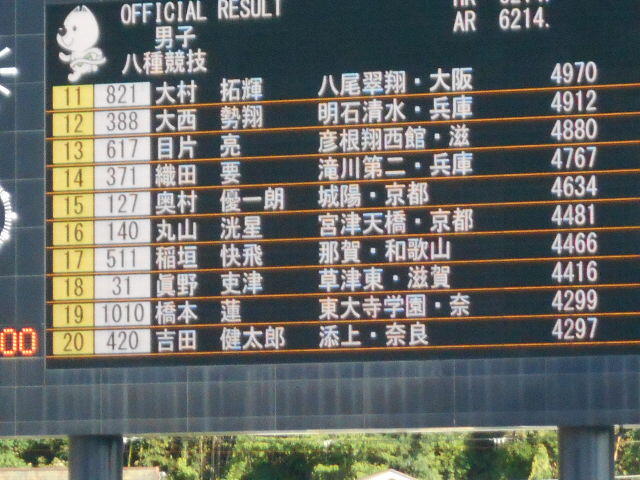 OFFICIAL RESULT
AR 6214.
男子
八種競技
11 821 大村 拓輝 八尾翠翔・大阪 4970
12 388 大西 勢翔 明石清水・兵庫 4912
13 617 目片 亮 彦根翔西館・滋 4880
14 371 織田 要 滝川第二・兵庫 4767
15 127 奥村 優一朗 城陽・京都 4634
16 140 丸山 洸星 宮津天橋・京都 4481
17 511 稲垣 快飛 那賀・和歌山 4466
18 31 眞野 吏津 草津東・滋賀 4416
19 1010 橋本 蓮 東大寺学園・奈 4299
20 420 吉田 健太郎 添上・奈良 4297
00